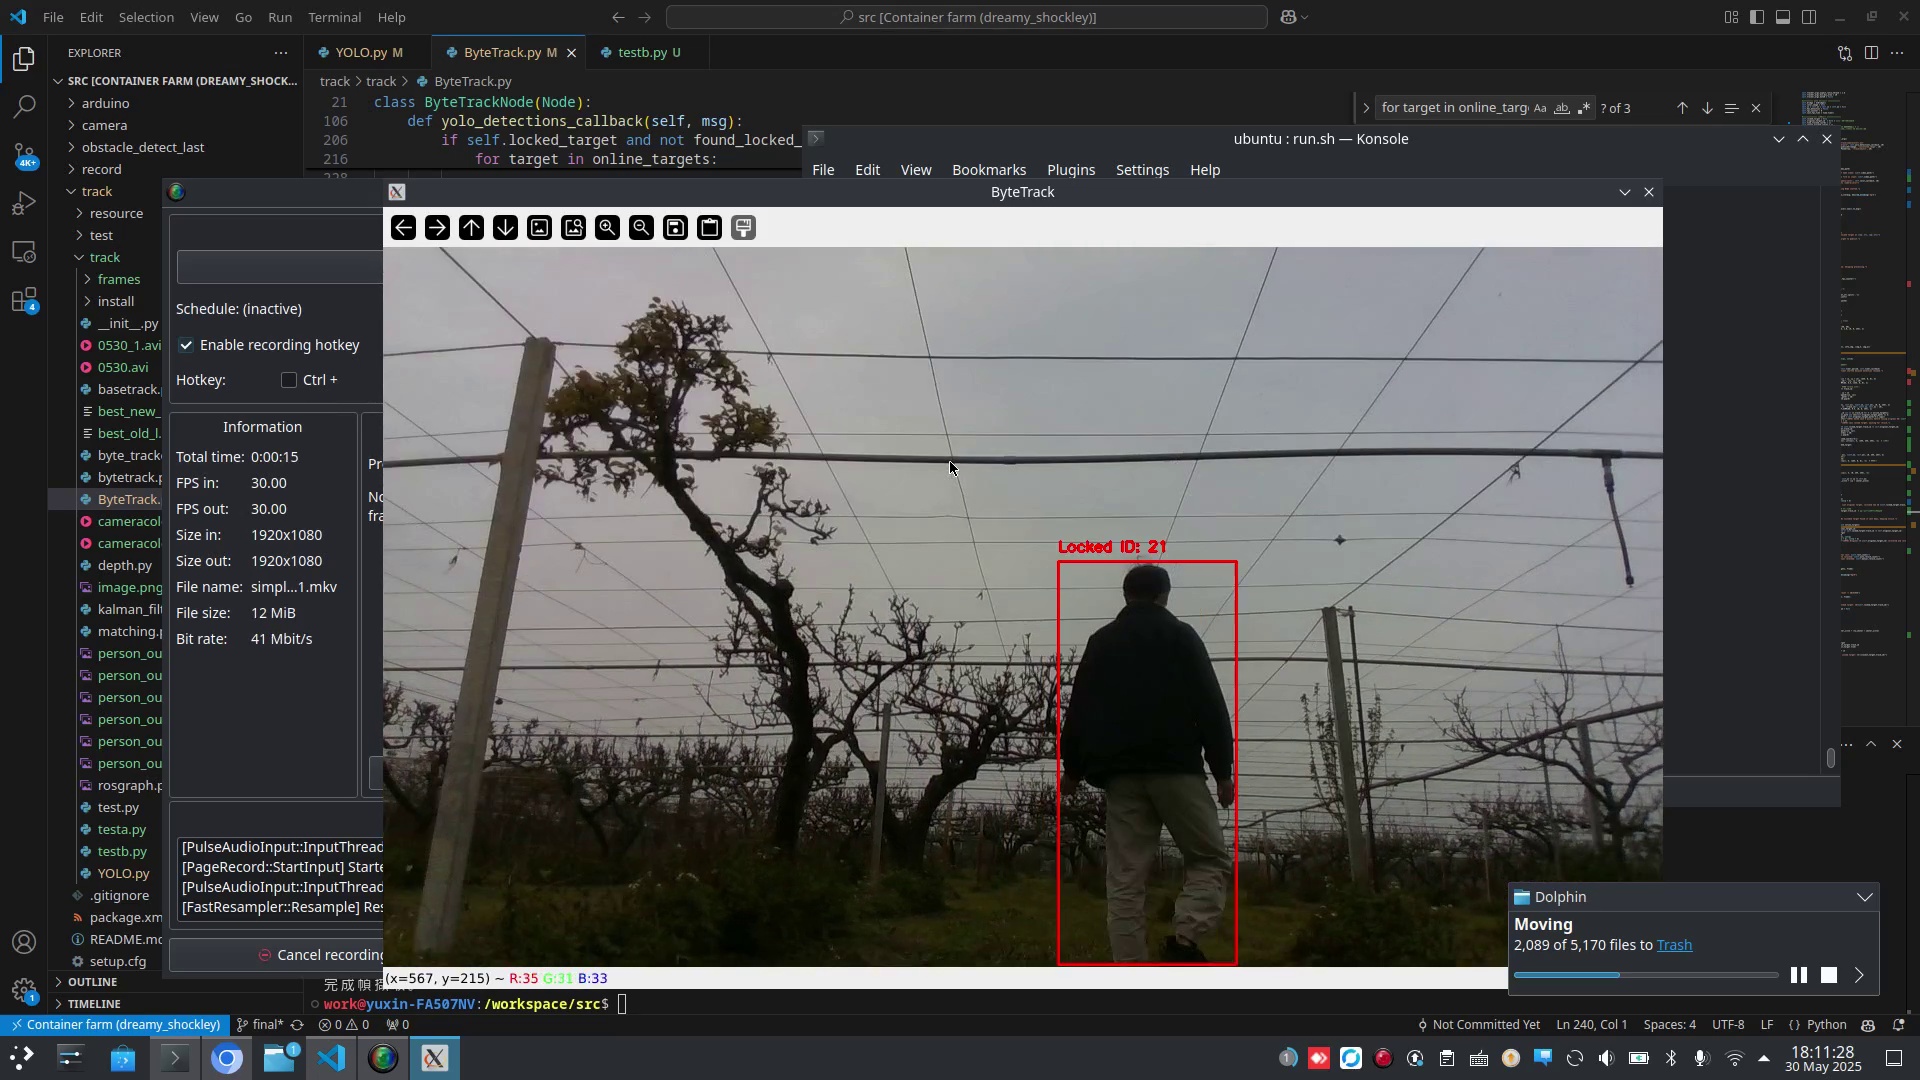 File Edit Selection View Go Run Terminal Help
src [Container farm (dreamy_shockley)]
EXPLORER
SRC [CONTAINER FARM (DREAMY_SHOCK...
arduino
camera
obstacle_detect_last
record
track
resource
test
track
frames
install
__init__.py
0530_1.avi
0530.avi
basetrack.
best_new_
best_old_l.
byte_track
bytetrack.p
ByteTrack.
cameracol
cameracol
depth.py
image.png
kalman_filt
matching.p
person_ou
person_ou
person_ou
person_ou
person_ou
person_ou
rosgraph.p
test.py
testa.py
testb.py
YOLO.py
.gitignore
package.xm
README.md
setup.cfg
OUTLINE
TIMELINE
4K+
4
1
YOLO.py M
ByteTrack.py M
testb.py U
track > track > ByteTrack.py
21 class ByteTrackNode(Node):
106 def yolo_detections_callback(self, msg):
206 if self.locked_target and not found_locked_
216 for target in online_targets:
for target in online_targ
Aa ab ? of 3
ubuntu : run.sh — Konsole
File Edit View Bookmarks Plugins Settings Help
ByteTrack
Schedule: (inactive)
Enable recording hotkey
Hotkey: Ctrl +
Information
Total time: 0:00:15
FPS in: 30.00
FPS out: 30.00
Size in: 1920x1080
Size out: 1920x1080
File name: simpl...1.mkv
File size: 12 MiB
Bit rate: 41 Mbit/s
Pr
No
fra
[PulseAudioInput::InputThread
[PageRecord::StartInput] Starte
[PulseAudioInput::InputThread
[FastResampler::Resample] Res
Cancel recording
Locked ID: 21
(x=567, y=215) ~ R:35 G:31 B:33
work@yuxin-FA507NV:/workspace/src$
Dolphin
Moving
2,089 of 5,170 files to Trash
Container farm (dreamy_shockley) final* 0 0 0
Not Committed Yet Ln 240, Col 1 Spaces: 4 UTF-8 LF {} Python
1
1
18:11:28
30 May 2025